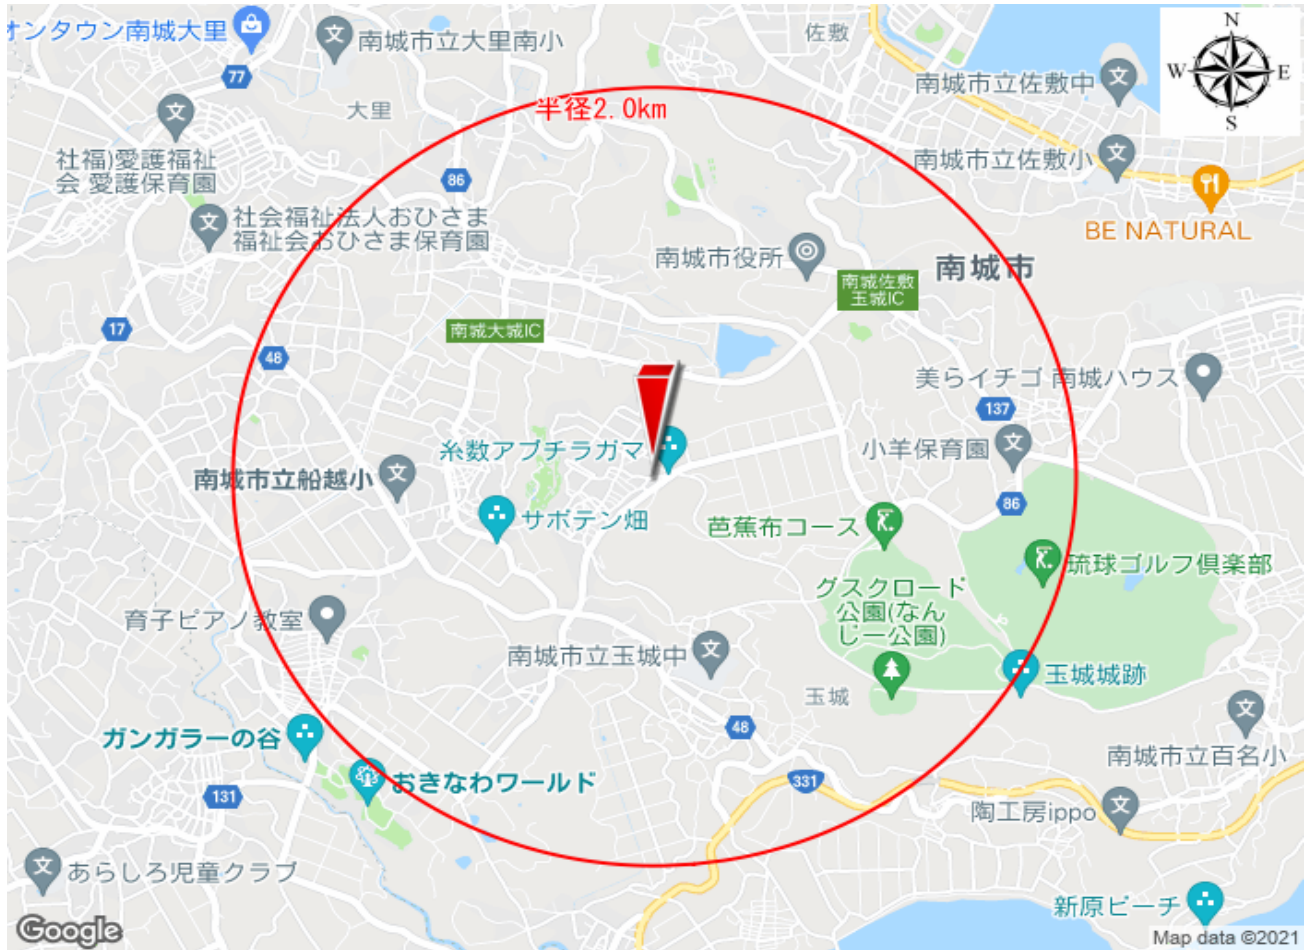 オンタウン南城大里
南城市立大里南小
佐敷
N
W
E
S
77
大里
半径2.0km
南城市立佐敷中
社福)愛護福祉
会 愛護保育園
86
南城市立佐敷小
社会福祉法人おひさま
福祉会おひさま保育園
BE NATURAL
南城市役所
南城市
南城佐敷
玉城IC
17
48
南城大城IC
美らイチゴ 南城ハウス
137
糸数アブチラガマ
小羊保育園
南城市立船越小
86
サボテン畑
芭蕉布コース
琉球ゴルフ倶楽部
グスクロード
公園(なん
じー公園)
育子ピアノ教室
南城市立玉城中
玉城
玉城城跡
ガンガラーの谷
48
南城市立百名小
おきなわワールド
331
131
陶工房ippo
あらしろ児童クラブ
新原ビーチ
Google
Map data ©2021